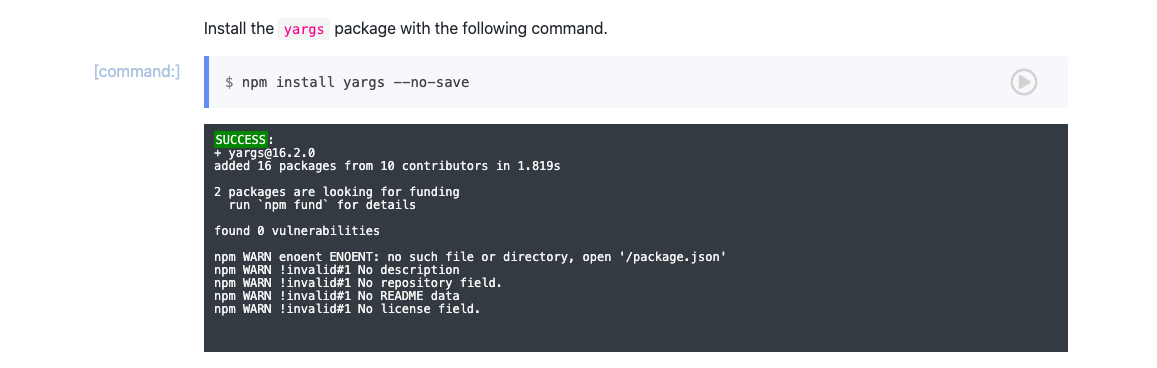 Install the yargs package with the following command.
[command:]
$ npm install yargs --no-save
SUCCESS:
+ yargs@16.2.0
added 16 packages from 10 contributors in 1.819s
2 packages are looking for funding
  run `npm fund` for details
found 0 vulnerabilities
npm WARN enoent ENOENT: no such file or directory, open '/package.json'
npm WARN !invalid#1 No description
npm WARN !invalid#1 No repository field.
npm WARN !invalid#1 No README data
npm WARN !invalid#1 No license field.